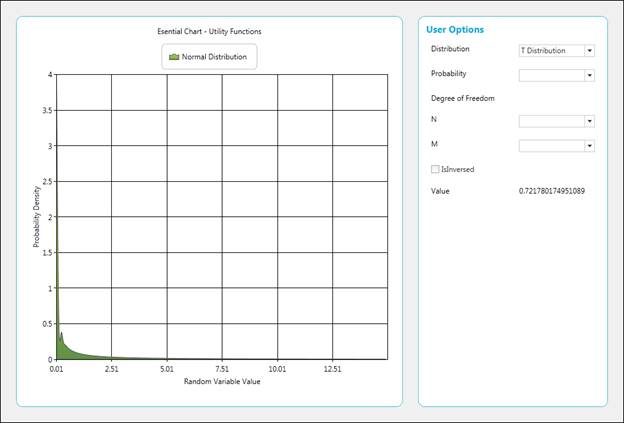 Esential Chart - Utility Functions
Normal Distribution
4
3.5
3
2.5
2
1.5
1
0.5
0
Probability Density
0.01 2.51 5.01 7.51 10.01 12.51
Random Variable Value
User Options
Distribution T Distribution
Probability
Degree of Freedom
N
M
IsInversed
Value 0.721780174951089